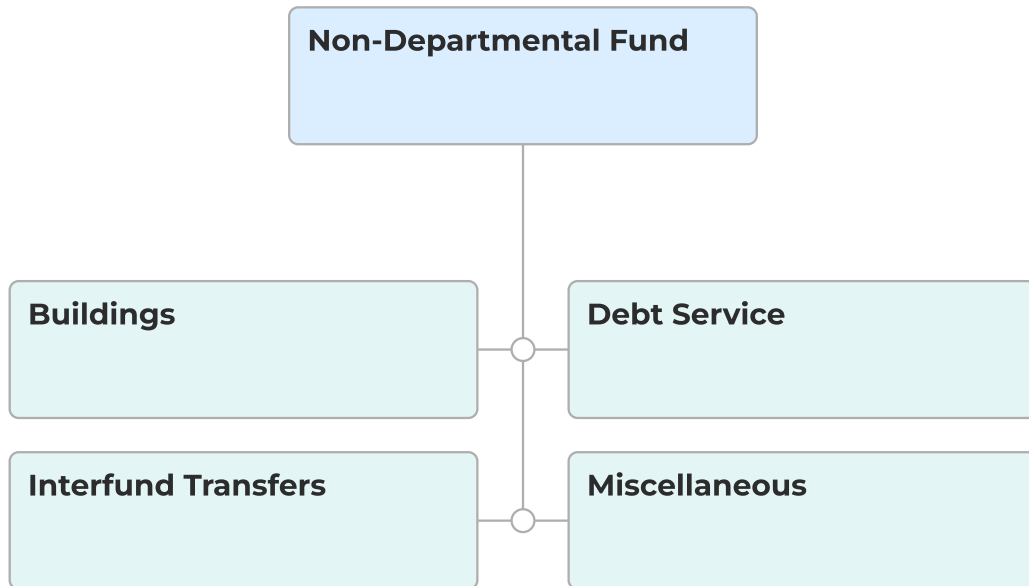 Non-Departmental Fund
Buildings
Debt Service
Interfund Transfers
Miscellaneous